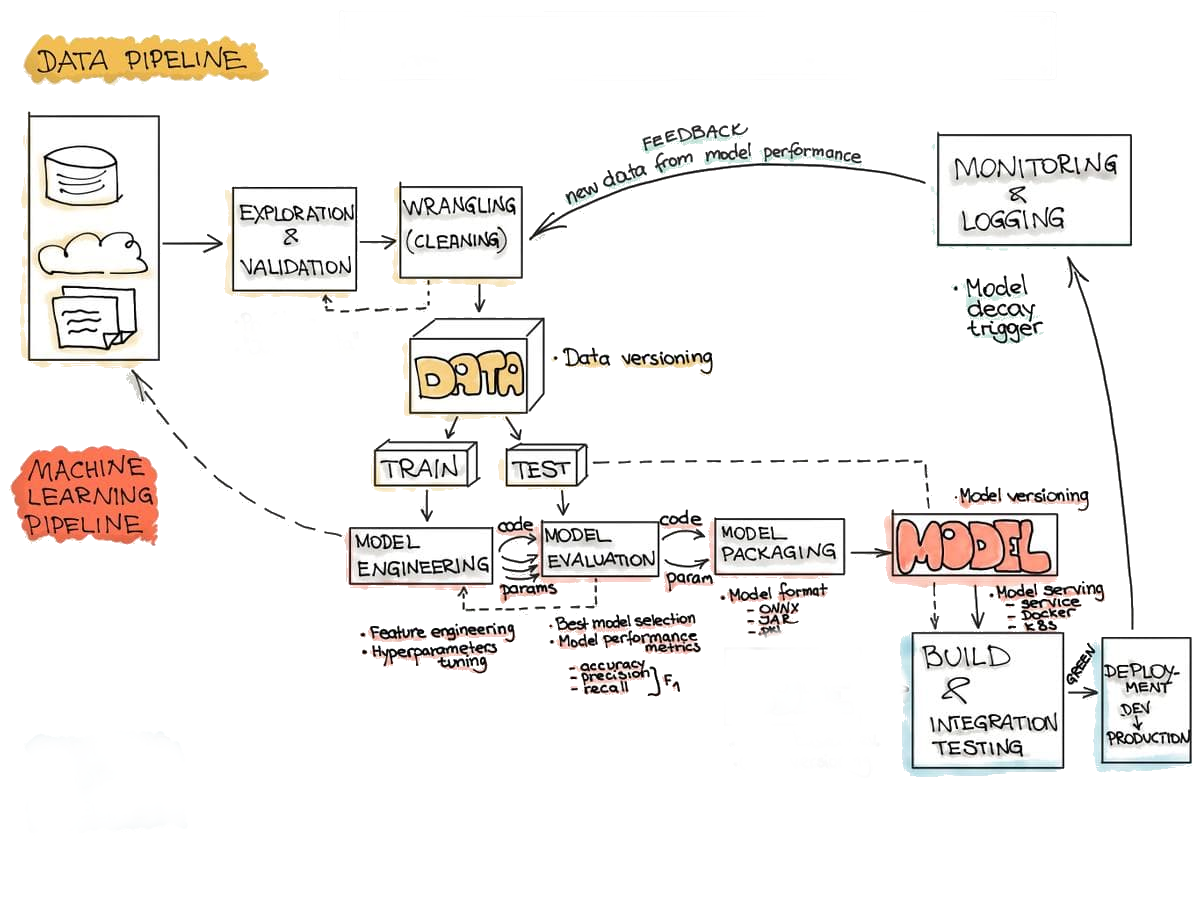 DATA PIPELINE
EXPLORATION
&
VALIDATION
WRANGLING
(CLEANING)
FEEDBACK
new data from model performance
MONITORING
&
LOGGING
• Model
decay
trigger
DATA
• Data versioning
TRAIN
TEST
MACHINE
LEARNING
PIPELINE
MODEL
ENGINEERING
code
params
MODEL
EVALUATION
code
param
MODEL
PACKAGING
• Model versioning
MODEL
• Feature engineering
• Hyperparameters
tuning
• Best model selection
• Model performance
metrics
- accuracy
- precision
- recall
F1
• Model format
- ONNX
- JAR
• Model serving
- service
- Docker
- K8S
BUILD
&
INTEGRATION
TESTING
GREEN
DEPLOY-
MENT
DEV
PRODUCTION